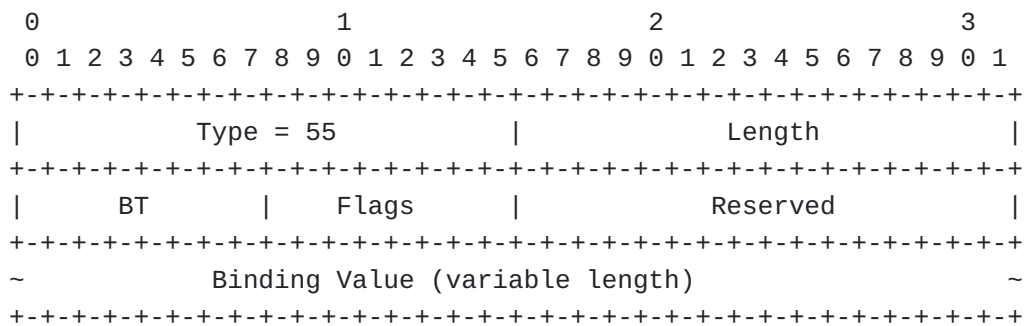 0                   1                   2                   3
 0 1 2 3 4 5 6 7 8 9 0 1 2 3 4 5 6 7 8 9 0 1 2 3 4 5 6 7 8 9 0 1
+-+-+-+-+-+-+-+-+-+-+-+-+-+-+-+-+-+-+-+-+-+-+-+-+-+-+-+-+-+-+-+-+
|           Type = 55           |             Length            |
+-+-+-+-+-+-+-+-+-+-+-+-+-+-+-+-+-+-+-+-+-+-+-+-+-+-+-+-+-+-+-+-+
|      BT       |    Flags      |            Reserved           |
+-+-+-+-+-+-+-+-+-+-+-+-+-+-+-+-+-+-+-+-+-+-+-+-+-+-+-+-+-+-+-+-+
~            Binding Value (variable length)                    ~
+-+-+-+-+-+-+-+-+-+-+-+-+-+-+-+-+-+-+-+-+-+-+-+-+-+-+-+-+-+-+-+-+